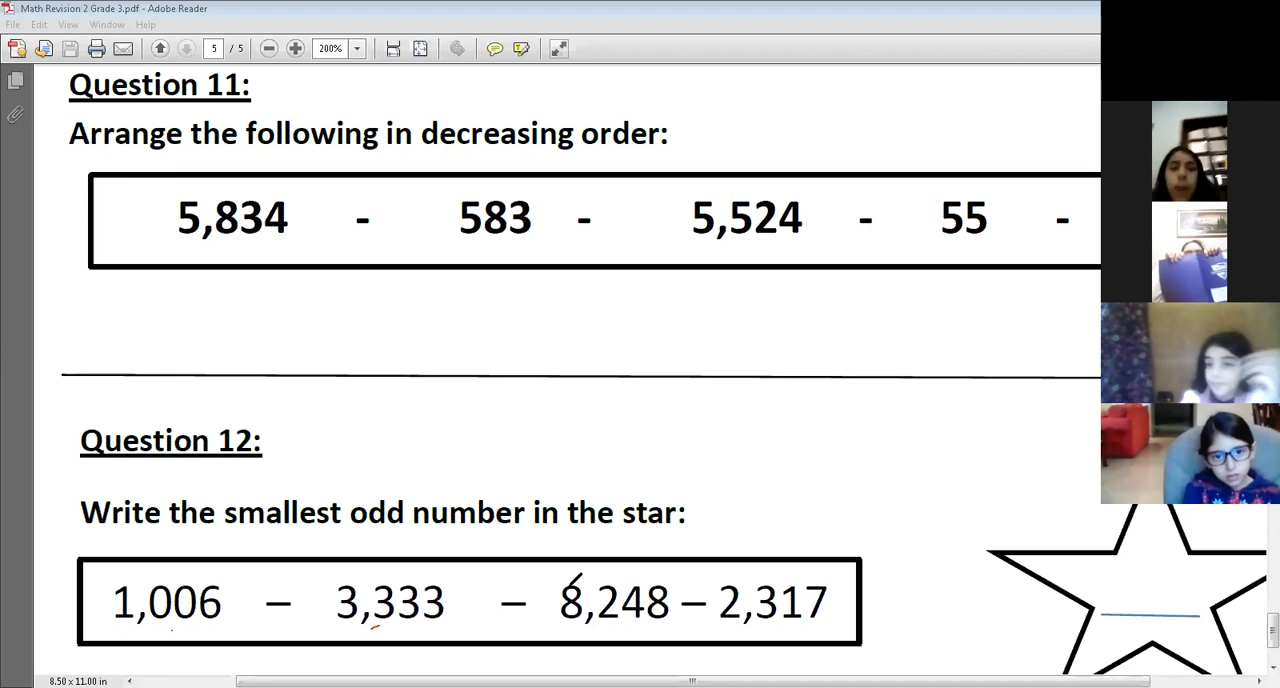 Math Revision 2 Grade 3.pdf - Adobe Reader
File Edit View Window Help
5 / 5 200%
Question 11:
Arrange the following in decreasing order:
5,834 - 583 - 5,524 - 55 -
Question 12:
Write the smallest odd number in the star:
1,006 – 3,333 – 8,248 – 2,317
8.50 x 11.00 in